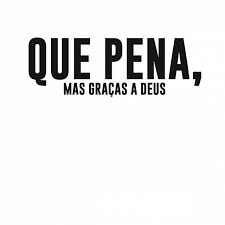 QUE PENA,
MAS GRAÇAS A DEUS